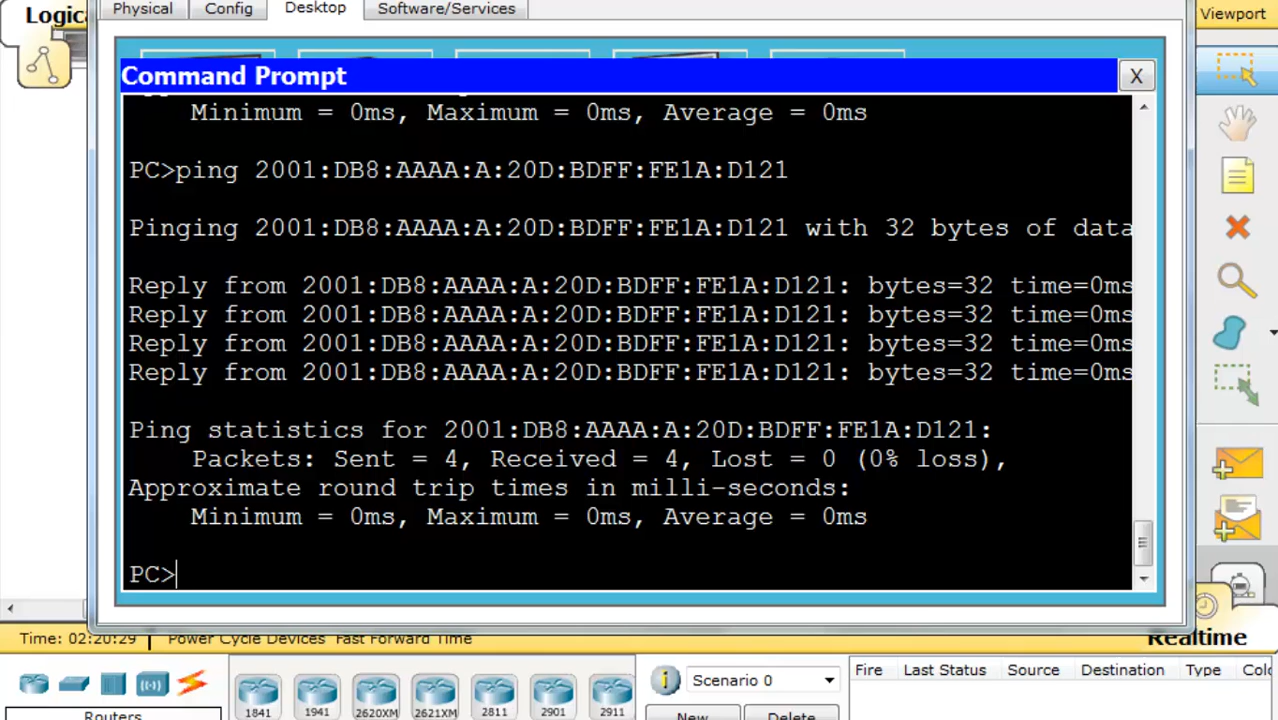 Logic
Physical
Config
Desktop
Software/Services
Viewport
Command Prompt
X
Minimum = 0ms, Maximum = 0ms, Average = 0ms
PC>ping 2001:DB8:AAAA:A:20D:BDFF:FE1A:D121
Pinging 2001:DB8:AAAA:A:20D:BDFF:FE1A:D121 with 32 bytes of data
Reply from 2001:DB8:AAAA:A:20D:BDFF:FE1A:D121: bytes=32 time=0ms
Reply from 2001:DB8:AAAA:A:20D:BDFF:FE1A:D121: bytes=32 time=0ms
Reply from 2001:DB8:AAAA:A:20D:BDFF:FE1A:D121: bytes=32 time=0ms
Reply from 2001:DB8:AAAA:A:20D:BDFF:FE1A:D121: bytes=32 time=0ms
Ping statistics for 2001:DB8:AAAA:A:20D:BDFF:FE1A:D121:
Packets: Sent = 4, Received = 4, Lost = 0 (0% loss),
Approximate round trip times in milli-seconds:
Minimum = 0ms, Maximum = 0ms, Average = 0ms
PC>
Time: 02:20:29
Power Cycle Devices Fast Forward Time
Realtime
Scenario 0
Fire Last Status Source Destination Type Colo
1841 1941 2620XM 2621XM 2811 2901 2911
Routers
New
Delete